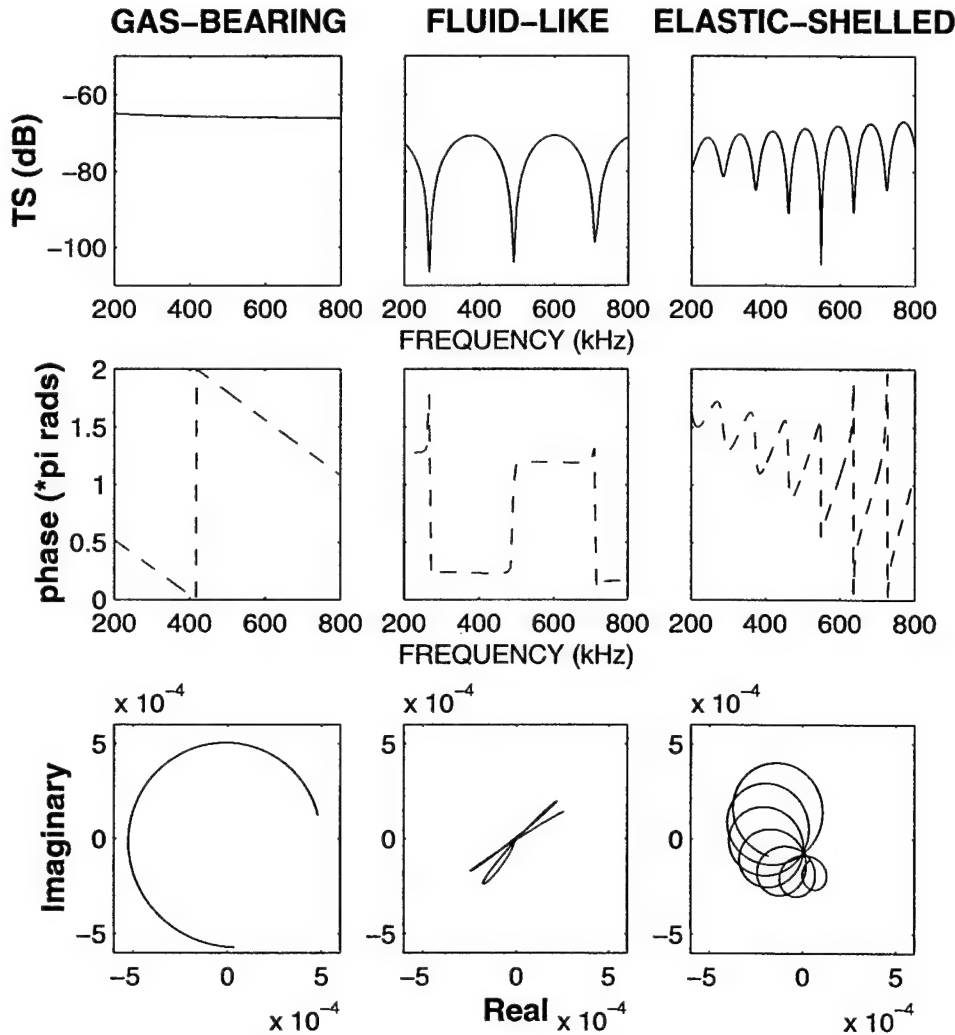 GAS–BEARING FLUID–LIKE ELASTIC–SHELLED
TS (dB)
−60
−80
−100
200 400 600 800 200 400 600 800 200 400 600 800
FREQUENCY (kHz)
phase (*pi rads)
2
1.5
1
0.5
0
200 400 600 800 200 400 600 800 200 400 600 800
FREQUENCY (kHz)
x 10⁻⁴ x 10⁻⁴ x 10⁻⁴
Imaginary
5 5 5
0 0 0
−5 −5 −5
−5 0 5 −5 0 5 −5 0 5
x 10⁻⁴ Real x 10⁻⁴ x 10⁻⁴